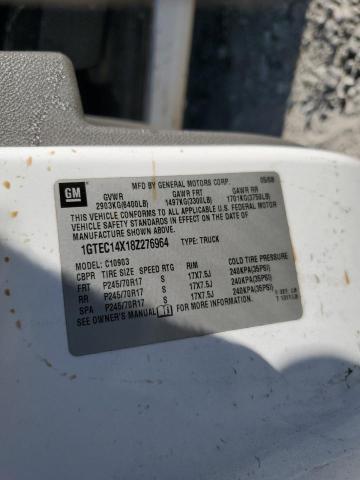 GM
MFD BY GENERAL MOTORS CORP. 05/08
GVWR GAWR FRT GAWR RR
2903KG(6400LB) 1497KG(3300LB) 1701KG(3750LB)
THIS VEHICLE CONFORMS TO ALL APPLICABLE U.S. FEDERAL MOTOR
VEHICLE SAFETY STANDARDS IN EFFECT ON THE DATE OF
MANUFACTURE SHOWN ABOVE.
1GTEC14X18Z276964 TYPE: TRUCK
MODEL: C10903
CBPR TIRE SIZE SPEED RTG RIM COLD TIRE PRESSURE
FRT P245/70R17 S 17X7.5J 240KPA(35PSI)
RR P245/70R17 S 17X7.5J 240KPA(35PSI)
SPA P245/70R17 S 17X7.5J 240KPA(35PSI)
SEE OWNER'S MANUAL FOR MORE INFORMATION.